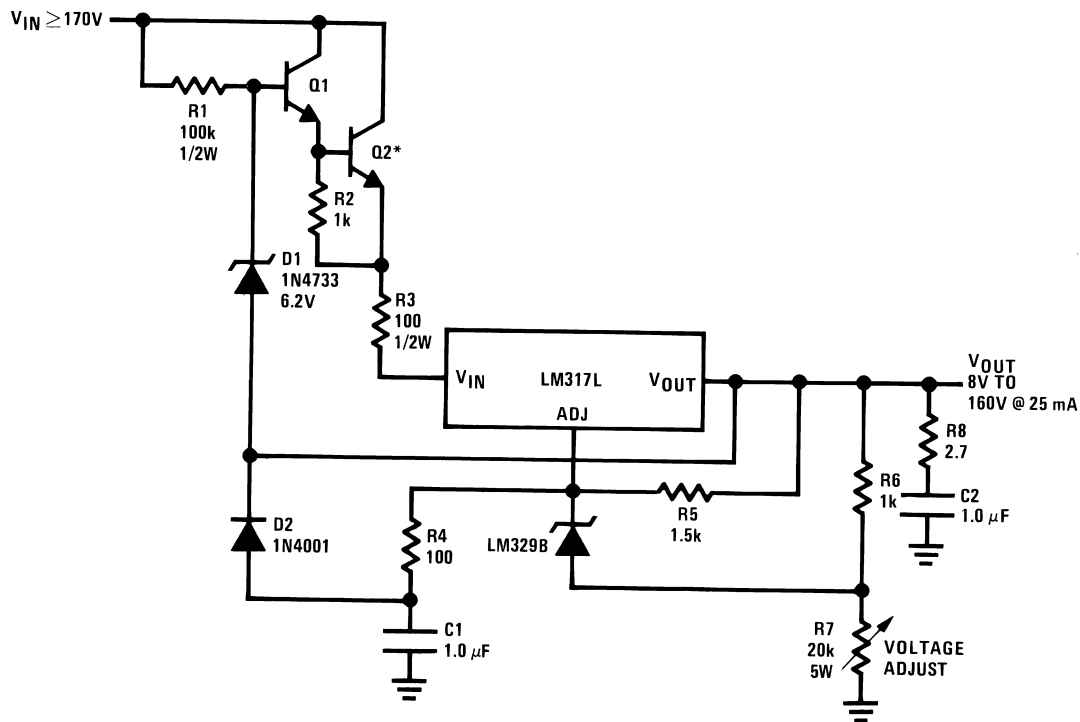 VIN ≥170V
Q1
R1
100k
1/2W
Q2*
R2
1k
D1
1N4733
6.2V
R3
100
1/2W
VIN
LM317L
VOUT
ADJ
VOUT
8V TO
160V @ 25 mA
R8
2.7
R6
1k
C2
1.0 μF
R5
1.5k
D2
1N4001
R4
100
LM329B
C1
1.0 μF
R7
20k
5W
VOLTAGE
ADJUST